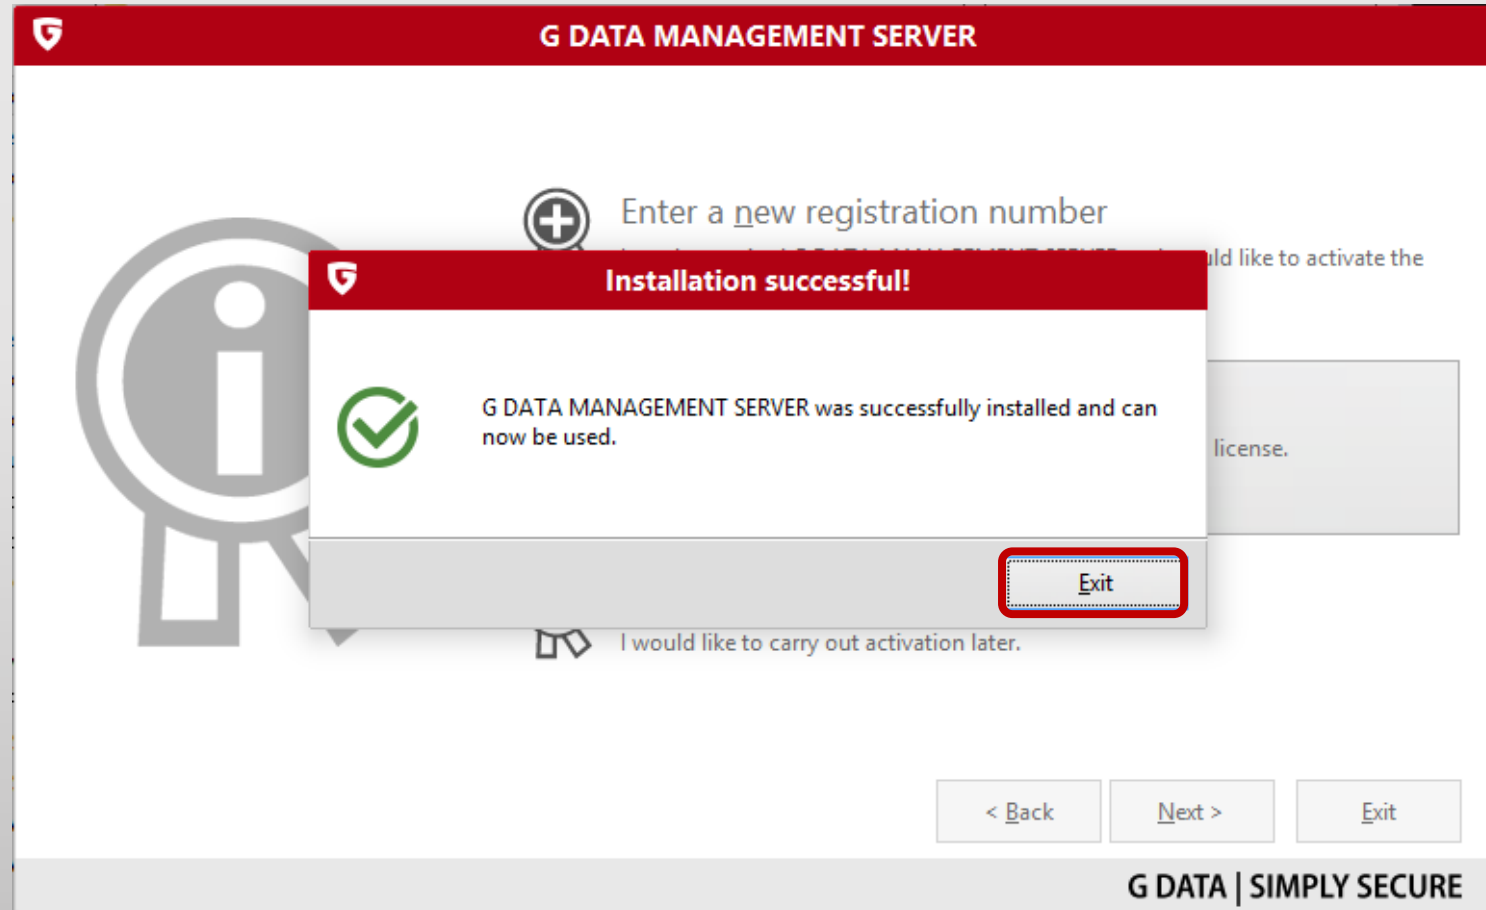 G DATA MANAGEMENT SERVER
Enter a new registration number
like to activate the
Installation successful!
G DATA MANAGEMENT SERVER was successfully installed and can
now be used.
license.
Exit
I would like to carry out activation later.
< Back
Next >
Exit
G DATA | SIMPLY SECURE